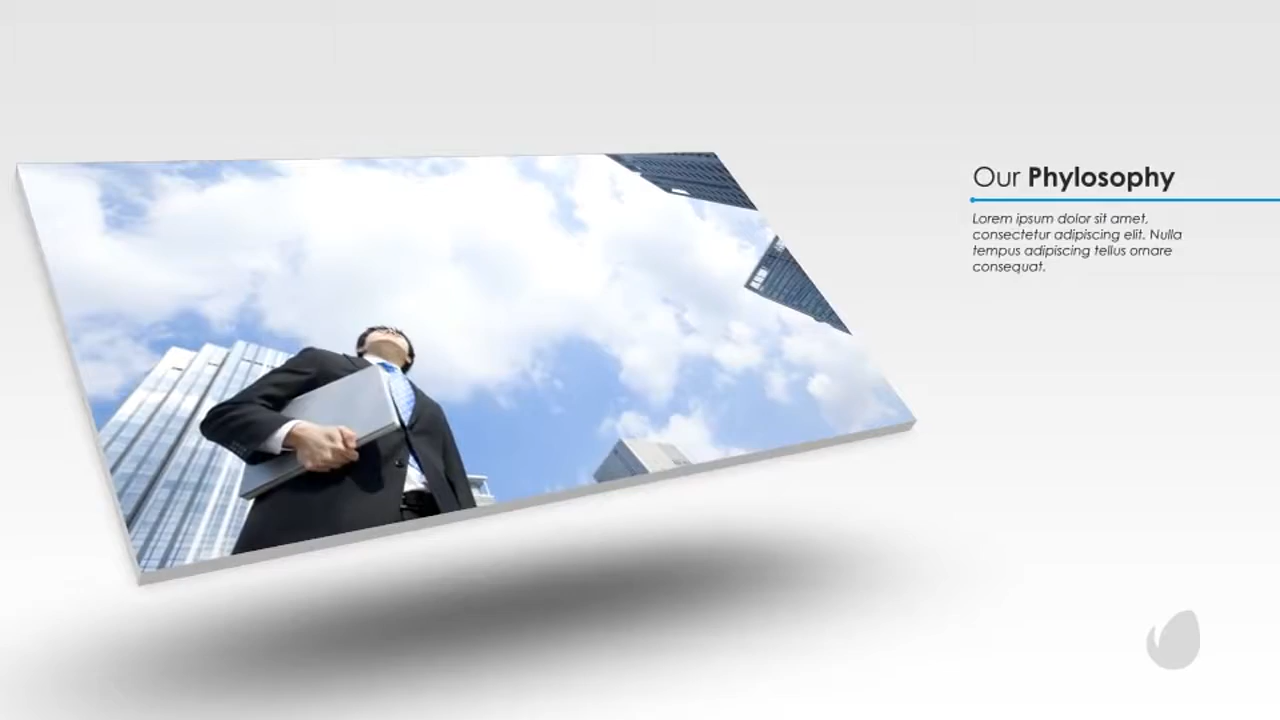 Our Phylosophy
Lorem ipsum dolor sit amet,
consectetur adipiscing elit. Nulla
tempus adipiscing tellus ornare
consequat.